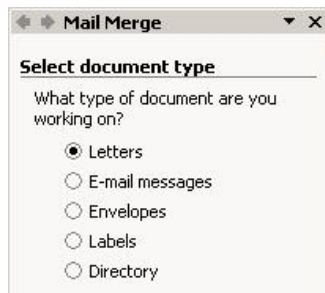 Mail Merge
Select document type
What type of document are you
working on?
Letters
E-mail messages
Envelopes
Labels
Directory